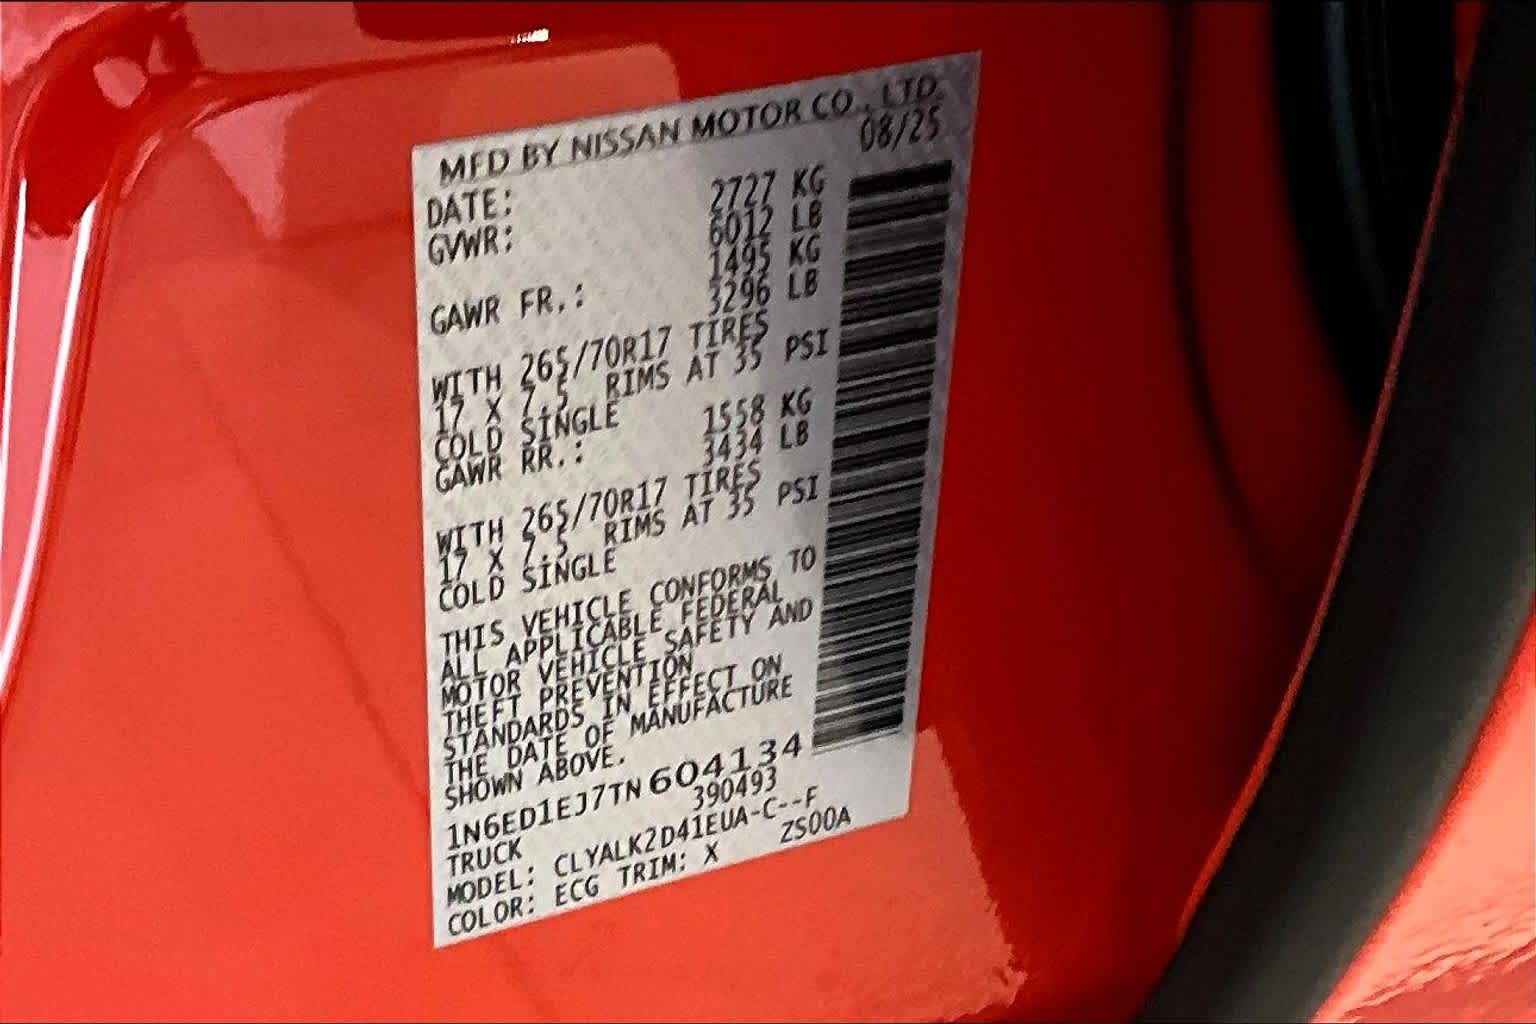 MFD BY NISSAN MOTOR CO., LTD.
DATE: 08/25
GVWR: 2727 KG
6012 LB
GAWR FR.: 1495 KG
3296 LB
WITH 265/70R17 TIRES
17 X 7.5 RIMS AT 35 PSI
COLD SINGLE
GAWR RR.: 1558 KG
3434 LB
WITH 265/70R17 TIRES
17 X 7.5 RIMS AT 35 PSI
COLD SINGLE
THIS VEHICLE CONFORMS TO
ALL APPLICABLE FEDERAL
MOTOR VEHICLE SAFETY AND
THEFT PREVENTION
STANDARDS IN EFFECT ON
THE DATE OF MANUFACTURE
SHOWN ABOVE.
1N6ED1EJ7TN604134
TRUCK 390493
MODEL: CLYALK2D41EUA-C--F
COLOR: ECG TRIM: X ZS00A